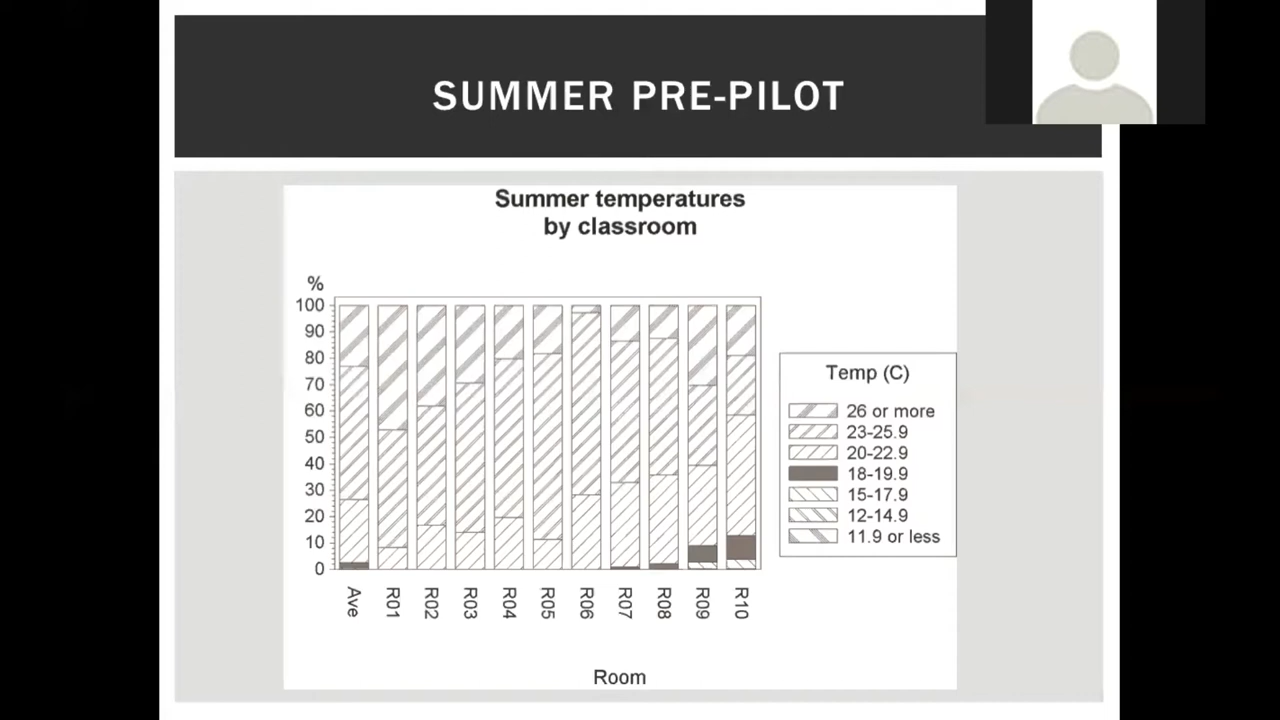 SUMMER PRE-PILOT
Summer temperatures
by classroom
%
100
90
80
70
60
50
40
30
20
10
0
Ave
R01
R02
R03
R04
R05
R06
R07
R08
R09
R10
Room
Temp (C)
26 or more
23-25.9
20-22.9
18-19.9
15-17.9
12-14.9
11.9 or less